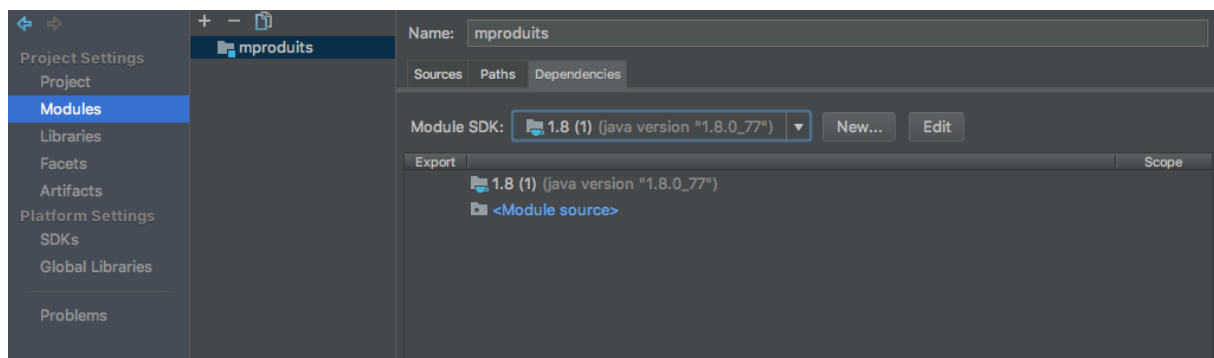 Project Settings
Project
Modules
Libraries
Facets
Artifacts
Platform Settings
SDKs
Global Libraries
Problems
mproduits
Name: mproduits
Sources Paths Dependencies
Module SDK: 1.8 (1) (java version "1.8.0_77") New... Edit
Export Scope
1.8 (1) (java version "1.8.0_77")
<Module source>